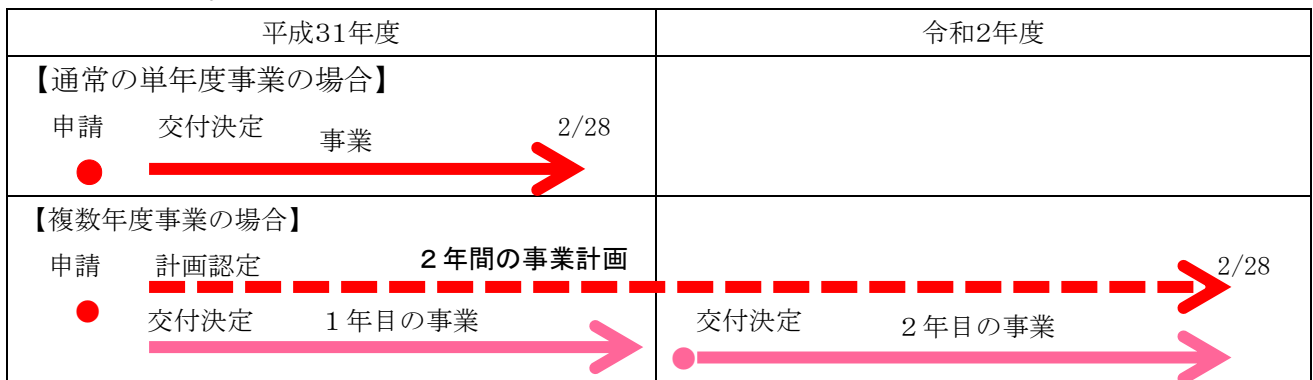 平成31年度
令和2年度
【通常の単年度事業の場合】
申請 交付決定 事業 2/28
【複数年度事業の場合】
申請 計画認定 2年間の事業計画 2/28
交付決定 1年目の事業 交付決定 2年目の事業